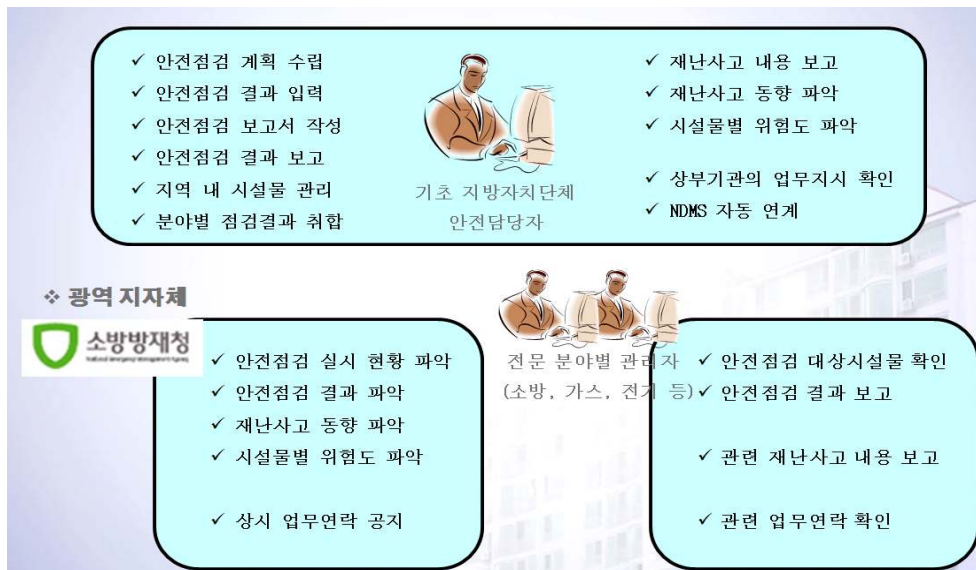 ✓ 안전점검 계획 수립
✓ 안전점검 결과 입력
✓ 안전점검 보고서 작성
✓ 안전점검 결과 보고
✓ 지역 내 시설물 관리
✓ 분야별 점검결과 취합
기초 지방자치단체
안전담당자
✓ 재난사고 내용 보고
✓ 재난사고 동향 파악
✓ 시설물별 위험도 파악
✓ 상부기관의 업무지시 확인
✓ NDMS 자동 연계
❖ 광역 지자체
소방방재청
National Emergency Management Agency
✓ 안전점검 실시 현황 파악
✓ 안전점검 결과 파악
✓ 재난사고 동향 파악
✓ 시설물별 위험도 파악
✓ 상시 업무연락 공지
전문 분야별 관리자
(소방, 가스, 전기 등)
✓ 안전점검 대상시설물 확인
✓ 안전점검 결과 보고
✓ 관련 재난사고 내용 보고
✓ 관련 업무연락 확인